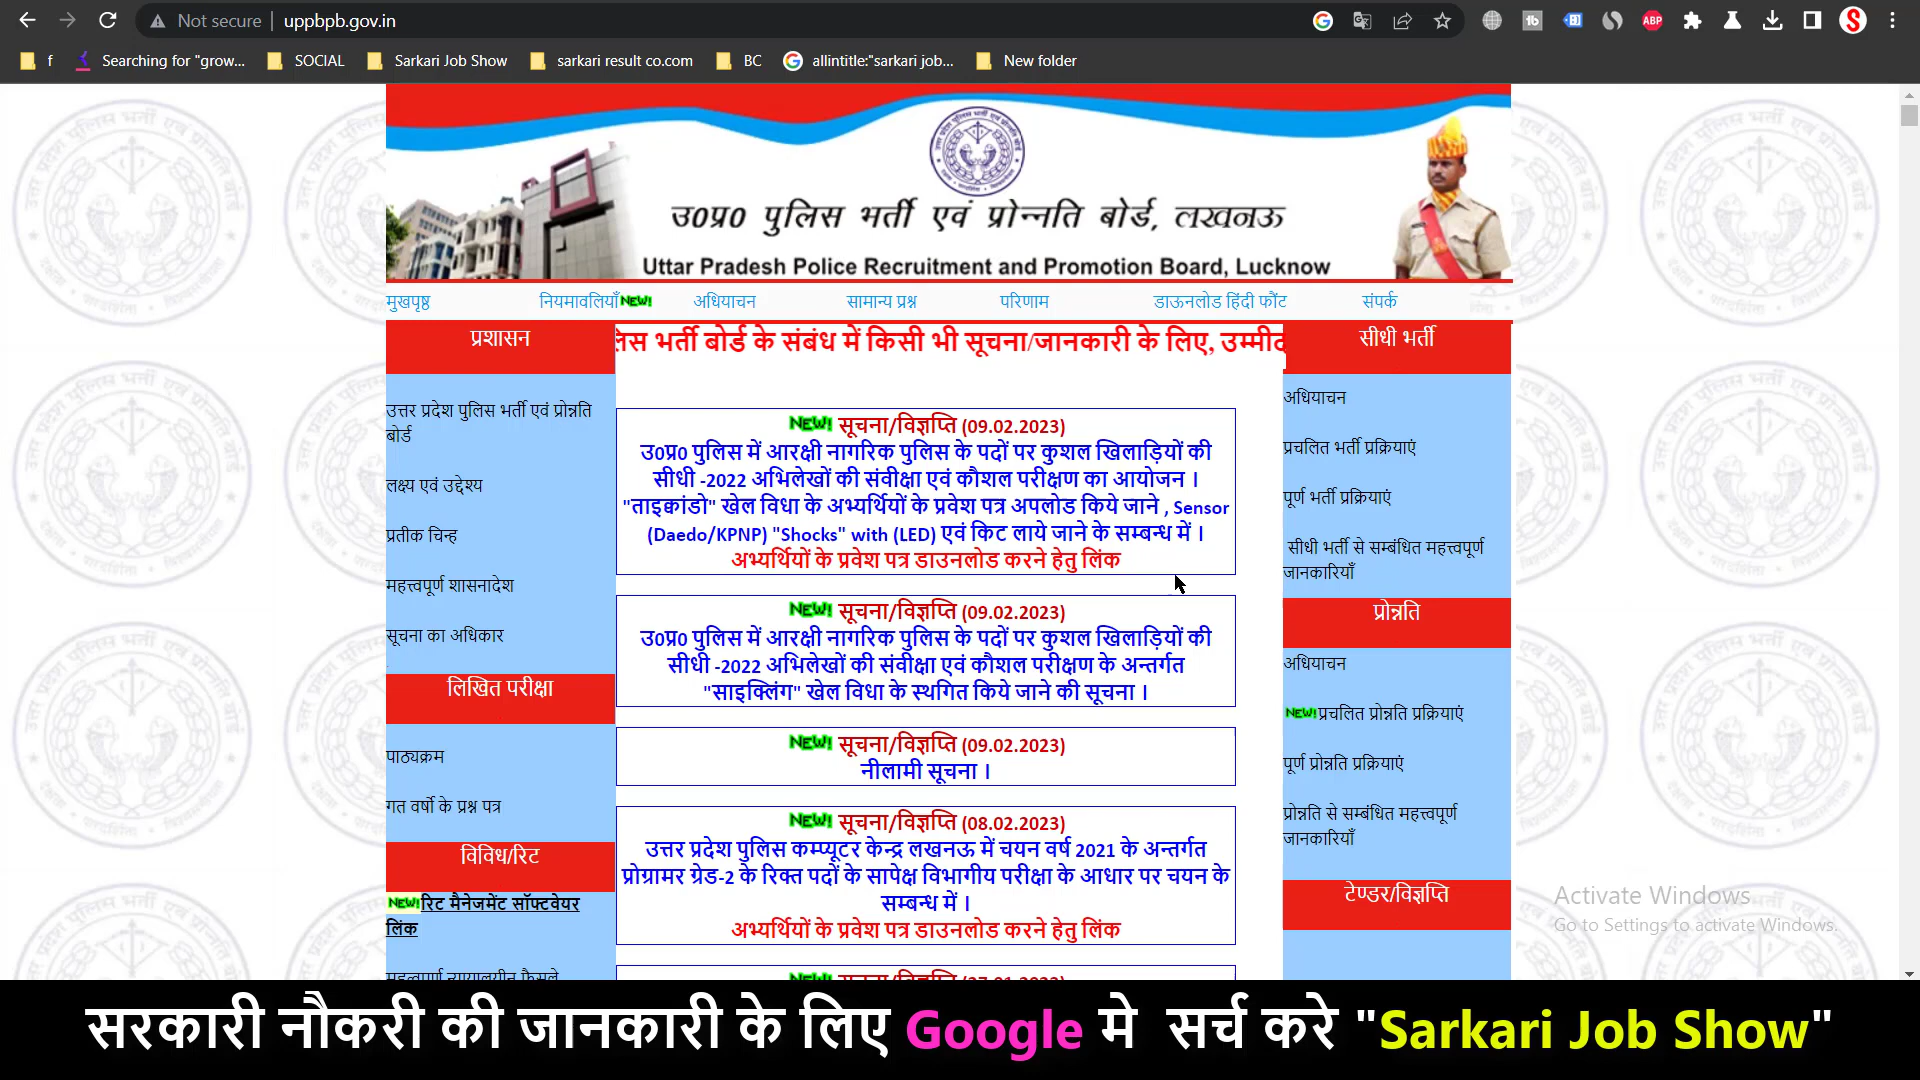 Not secure | uppbpb.gov.in
f
Searching for "grow...
SOCIAL
Sarkari Job Show
sarkari result co.com
BC
allintitle:"sarkari job...
New folder
उ0प्र0 पुलिस भर्ती एवं प्रोन्नति बोर्ड, लखनऊ
Uttar Pradesh Police Recruitment and Promotion Board, Lucknow
मुखपृष्ठ
नियमावलियाँ NEW!
अधियाचन
सामान्य प्रश्न
परिणाम
डाऊनलोड हिंदी फौंट
संपर्क
प्रशासन
उत्तर प्रदेश पुलिस भर्ती एवं प्रोन्नति
बोर्ड
लक्ष्य एवं उद्देश्य
प्रतीक चिन्ह
महत्त्वपूर्ण शासनादेश
सूचना का अधिकार
लिखित परीक्षा
पाठ्यक्रम
गत वर्षो के प्रश्न पत्र
विविध/रिट
NEW! रिट मैनेजमेंट सॉफ्टवेयर
लिंक
महत्वपूर्ण न्यायालयीन फैसले
लिस भर्ती बोर्ड के संबंध में किसी भी सूचना/जानकारी के लिए, उम्मीद
NEW! सूचना/विज्ञप्ति (09.02.2023)
उ0प्र0 पुलिस में आरक्षी नागरिक पुलिस के पदों पर कुशल खिलाड़ियों की
सीधी -2022 अभिलेखों की संवीक्षा एवं कौशल परीक्षण का आयोजन ।
"ताइक्वांडो" खेल विधा के अभ्यर्थियों के प्रवेश पत्र अपलोड किये जाने , Sensor
(Daedo/KPNP) "Shocks" with (LED) एवं किट लाये जाने के सम्बन्ध में ।
अभ्यर्थियों के प्रवेश पत्र डाउनलोड करने हेतु लिंक
NEW! सूचना/विज्ञप्ति (09.02.2023)
उ0प्र0 पुलिस में आरक्षी नागरिक पुलिस के पदों पर कुशल खिलाड़ियों की
सीधी -2022 अभिलेखों की संवीक्षा एवं कौशल परीक्षण के अन्तर्गत
"साइक्लिंग" खेल विधा के स्थगित किये जाने की सूचना ।
NEW! सूचना/विज्ञप्ति (09.02.2023)
नीलामी सूचना ।
NEW! सूचना/विज्ञप्ति (08.02.2023)
उत्तर प्रदेश पुलिस कम्प्यूटर केन्द्र लखनऊ में चयन वर्ष 2021 के अन्तर्गत
प्रोग्रामर ग्रेड-2 के रिक्त पदों के सापेक्ष विभागीय परीक्षा के आधार पर चयन के
सम्बन्ध में ।
अभ्यर्थियों के प्रवेश पत्र डाउनलोड करने हेतु लिंक
सीधी भर्ती
अधियाचन
प्रचलित भर्ती प्रक्रियाएं
पूर्ण भर्ती प्रक्रियाएं
सीधी भर्ती से सम्बंधित महत्त्वपूर्ण
जानकारियाँ
प्रोन्नति
अधियाचन
NEW! प्रचलित प्रोन्नति प्रक्रियाएं
पूर्ण प्रोन्नति प्रक्रियाएं
प्रोन्नति से सम्बंधित महत्त्वपूर्ण
जानकारियाँ
टेण्डर/विज्ञप्ति
Activate Windows
Go to Settings to activate Windows.
सरकारी नौकरी की जानकारी के लिए Google मे सर्च करे "Sarkari Job Show"